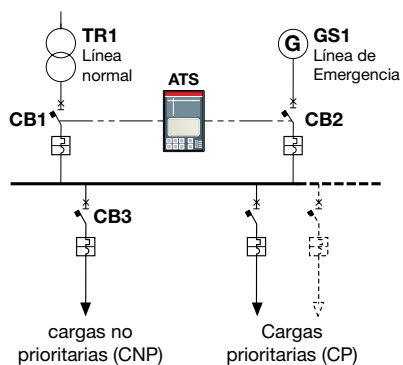 TR1
Línea
normal
ATS
G
GS1
Línea de
Emergencia
CB1
CB2
CB3
cargas no
prioritarias (CNP)
Cargas
prioritarias (CP)